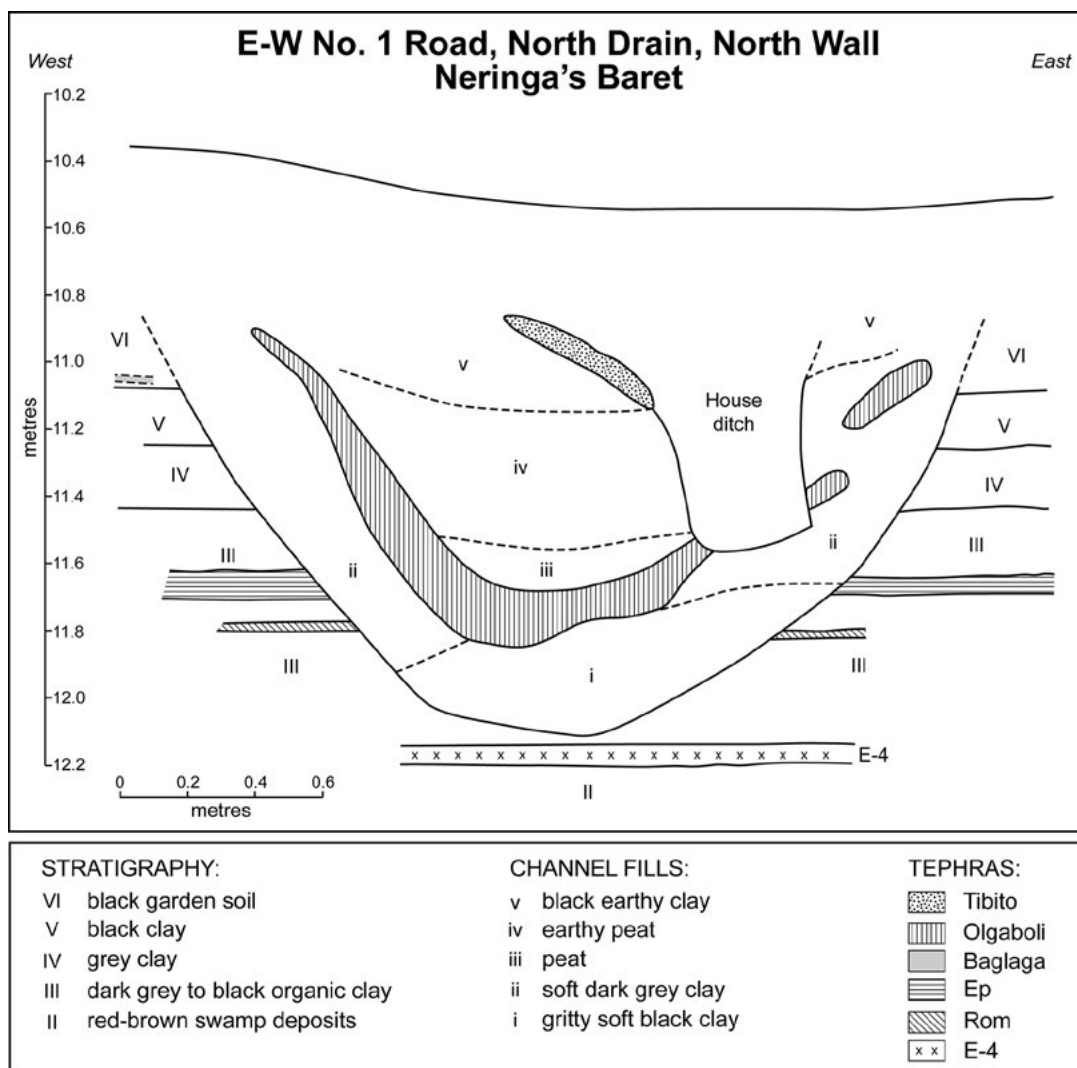 E-W No. 1 Road, North Drain, North Wall
Neringa's Baret
West
East
10.2
10.4
10.6
10.8
11.0
11.2
11.4
11.6
11.8
12.0
12.2
metres
VI
V
IV
III
III
v
iv
iii
ii
i
House
ditch
v
ii
VI
V
IV
III
III
E-4
II
0 0.2 0.4 0.6
metres
STRATIGRAPHY:
VI black garden soil
V black clay
IV grey clay
III dark grey to black organic clay
II red-brown swamp deposits
CHANNEL FILLS:
v black earthy clay
iv earthy peat
iii peat
ii soft dark grey clay
i gritty soft black clay
TEPHRAS:
Tibito
Olgaboli
Baglaga
Ep
Rom
E-4